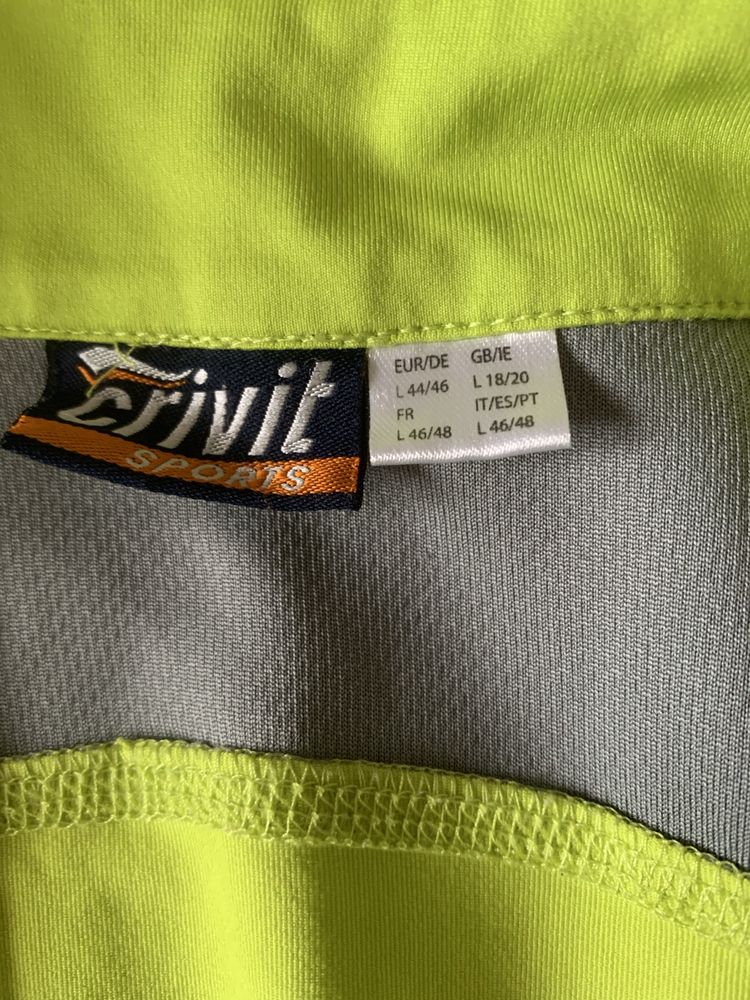 crivit
SPORTS
EUR/DE GB/IE
L 44/46 L 18/20
FR IT/ES/PT
L 46/48 L 46/48